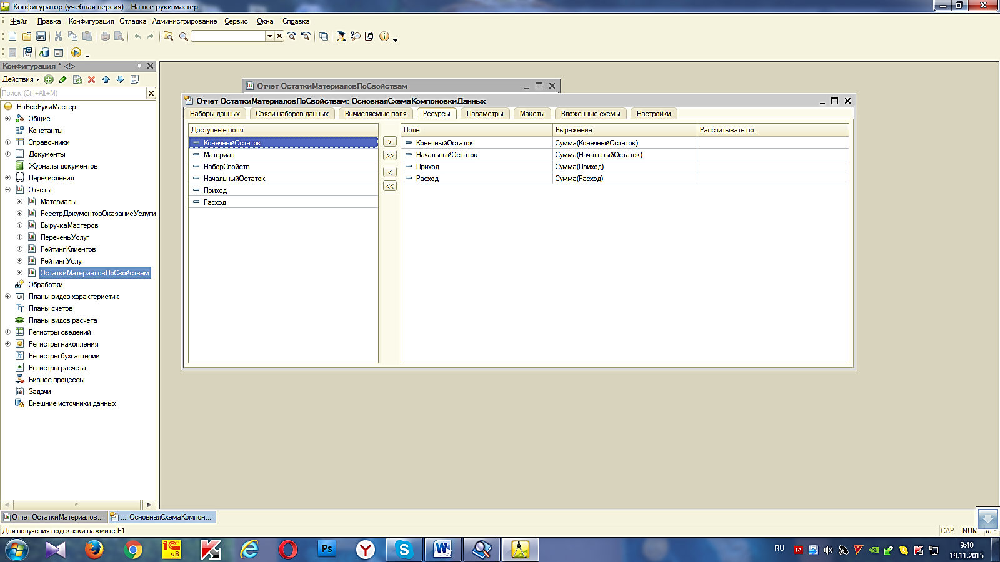 Конфигуратор (учебная версия) - На все руки мастер
Файл Правка Конфигурация Отладка Администрирование Сервис Окна Справка
Конфигурация * <!>
Действия
Поиск (Ctrl+Alt+M)
НаВсеРукиМастер
Общие
Константы
Справочники
Документы
Журналы документов
Перечисления
Отчеты
Материалы
РеестрДокументовОказаниеУслуги
ВыручкаМастеров
ПереченьУслуг
РейтингКлиентов
РейтингУслуг
ОстаткиМатериаловПоСвойствам
Обработки
Планы видов характеристик
Планы счетов
Планы видов расчета
Регистры сведений
Регистры накопления
Регистры бухгалтерии
Регистры расчета
Бизнес-процессы
Задачи
Внешние источники данных
Отчет ОстаткиМатериаловПоСвойствам
Отчет ОстаткиМатериаловПоСвойствам: ОсновнаяСхемаКомпоновкиДанных
Наборы данных Связи наборов данных Вычисляемые поля Ресурсы Параметры Макеты Вложенные схемы Настройки
Доступные поля
КонечныйОстаток
Материал
НаборСвойств
НачальныйОстаток
Приход
Расход
>
>>
<
<<
Поле Выражение Рассчитывать по...
КонечныйОстаток Сумма(КонечныйОстаток)
НачальныйОстаток Сумма(НачальныйОстаток)
Приход Сумма(Приход)
Расход Сумма(Расход)
Отчет ОстаткиМатериалов... ...: ОсновнаяСхемаКомпон...
Для получения подсказки нажмите F1
CAP NUM
RU
9:40
19.11.2015